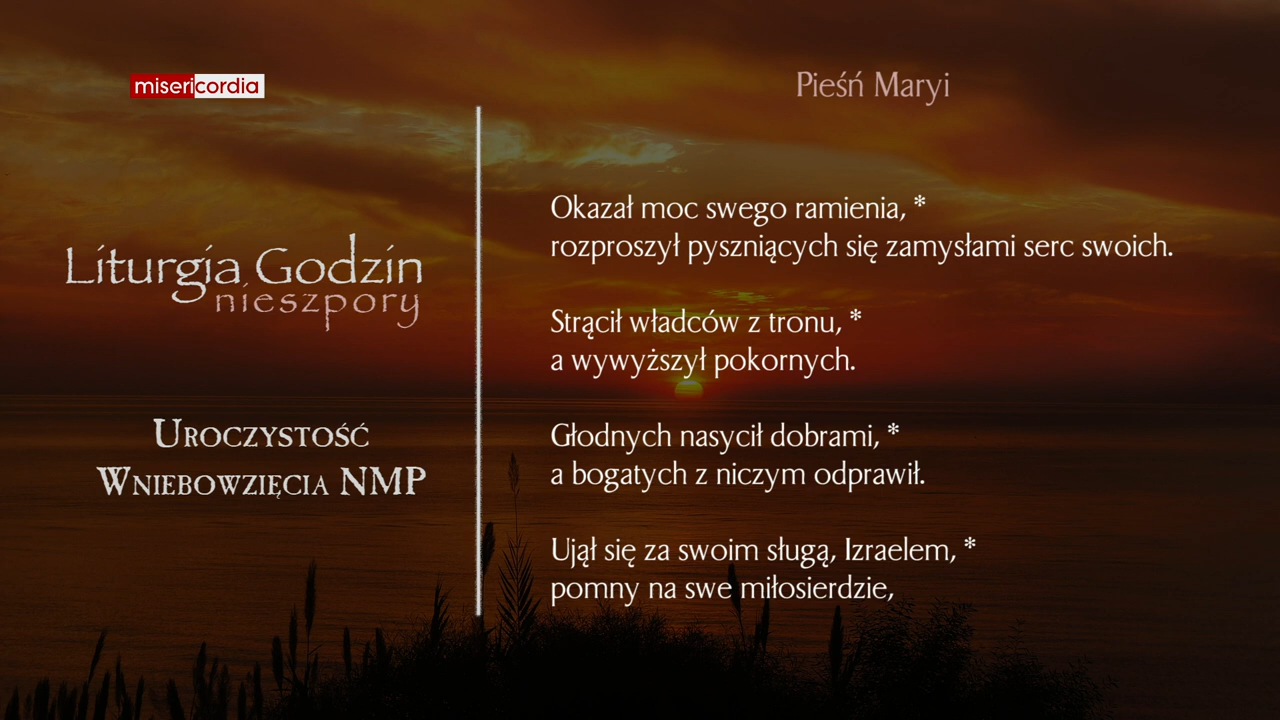 misericordia
Liturgia Godzin
nieszpory
Uroczystość
Wniebowzięcia NMP
Pieśń Maryi
Okazał moc swego ramienia, *
rozproszył pyszniących się zamysłami serc swoich.
Strącił władców z tronu, *
a wywyższył pokornych.
Głodnych nasycił dobrami, *
a bogatych z niczym odprawił.
Ujął się za swoim sługą, Izraelem, *
pomny na swe miłosierdzie,